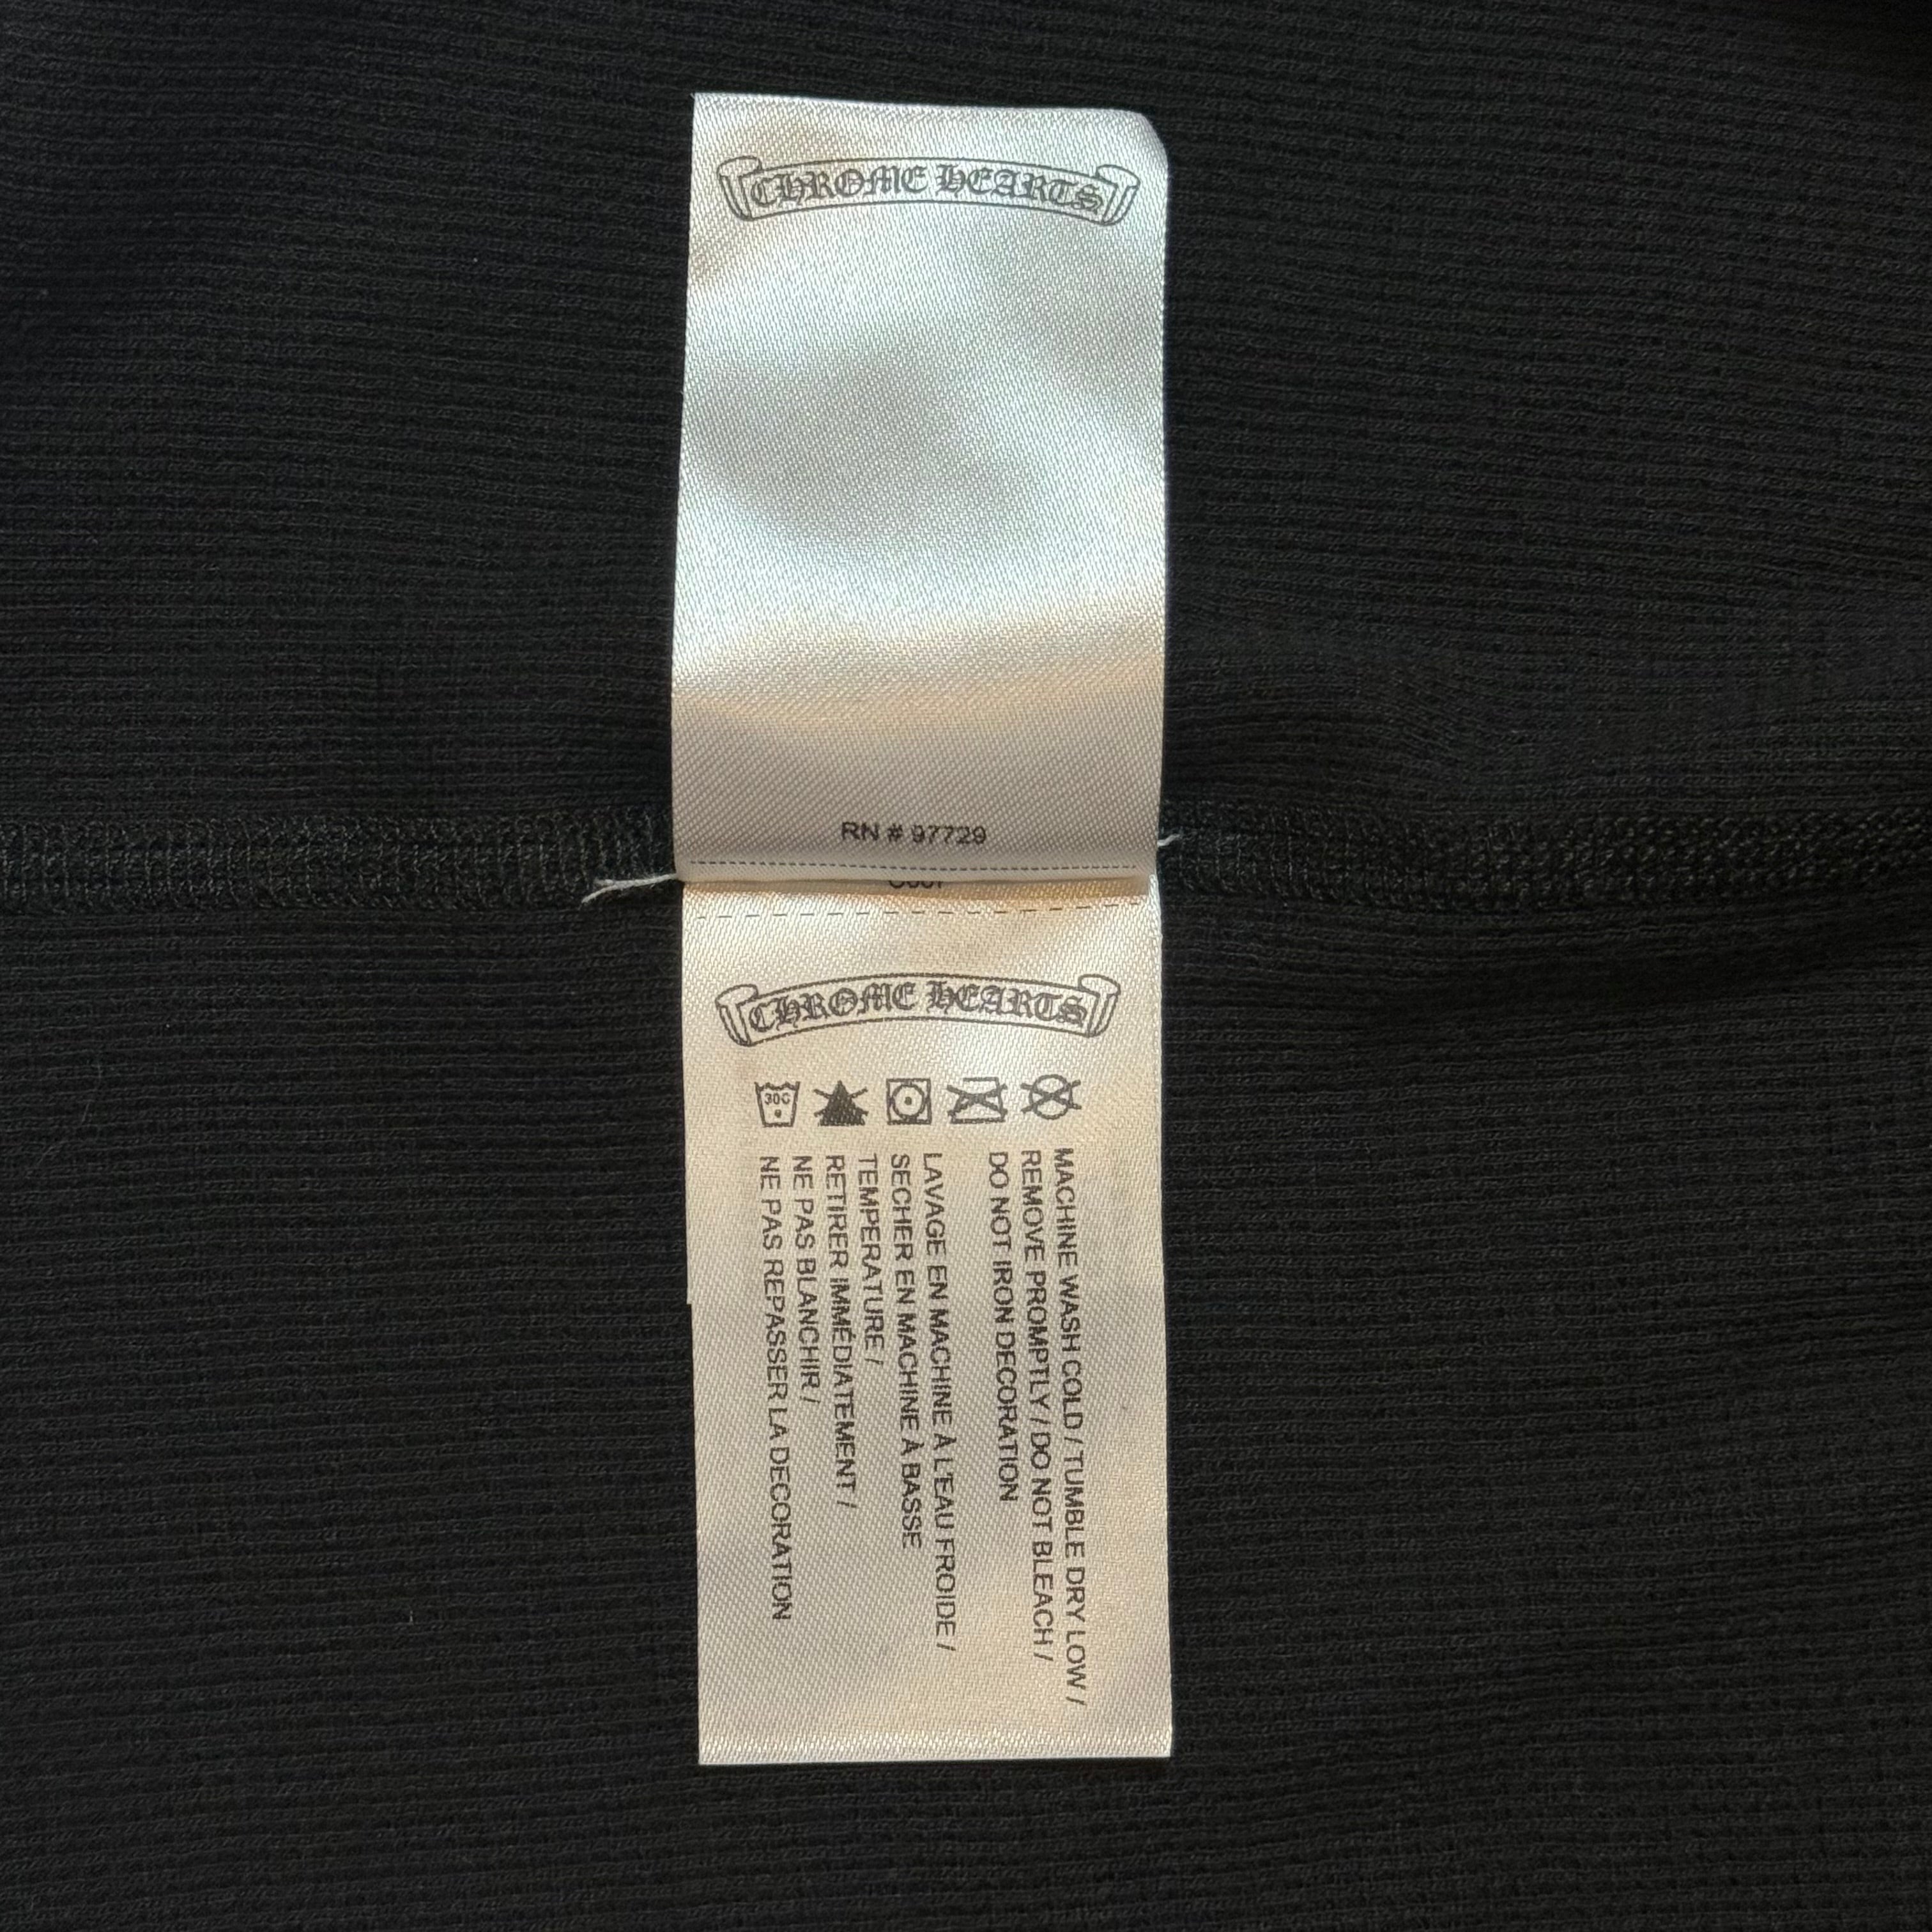 CHROME HEARTS
RN # 97729
CHROME HEARTS
30C
MACHINE WASH COLD / TUMBLE DRY LOW /
REMOVE PROMPTLY / DO NOT BLEACH /
DO NOT IRON DECORATION
LAVAGE EN MACHINE À L'EAU FROIDE /
SECHER EN MACHINE À BASSE
TEMPERATURE /
RETIRER IMMÉDIATEMENT /
NE PAS BLANCHIR /
NE PAS REPASSER LA DECORATION